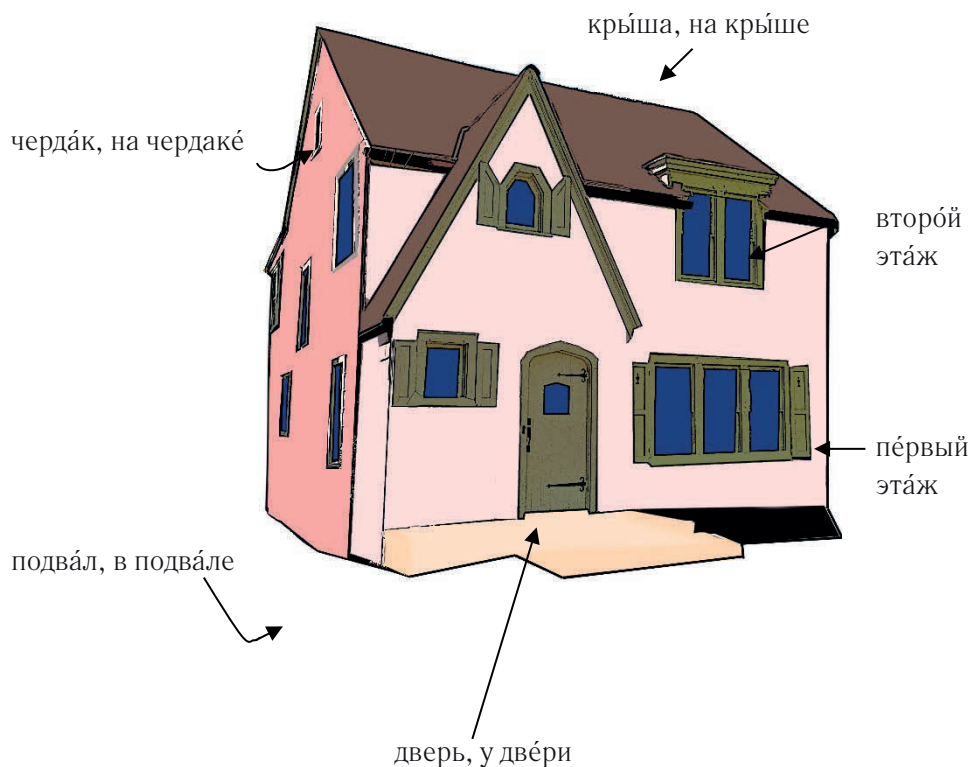 кры́ша, на кры́ше
черда́к, на чердаке́
второ́й
эта́ж
пе́рвый
эта́ж
подва́л, в подва́ле
дверь, у две́ри